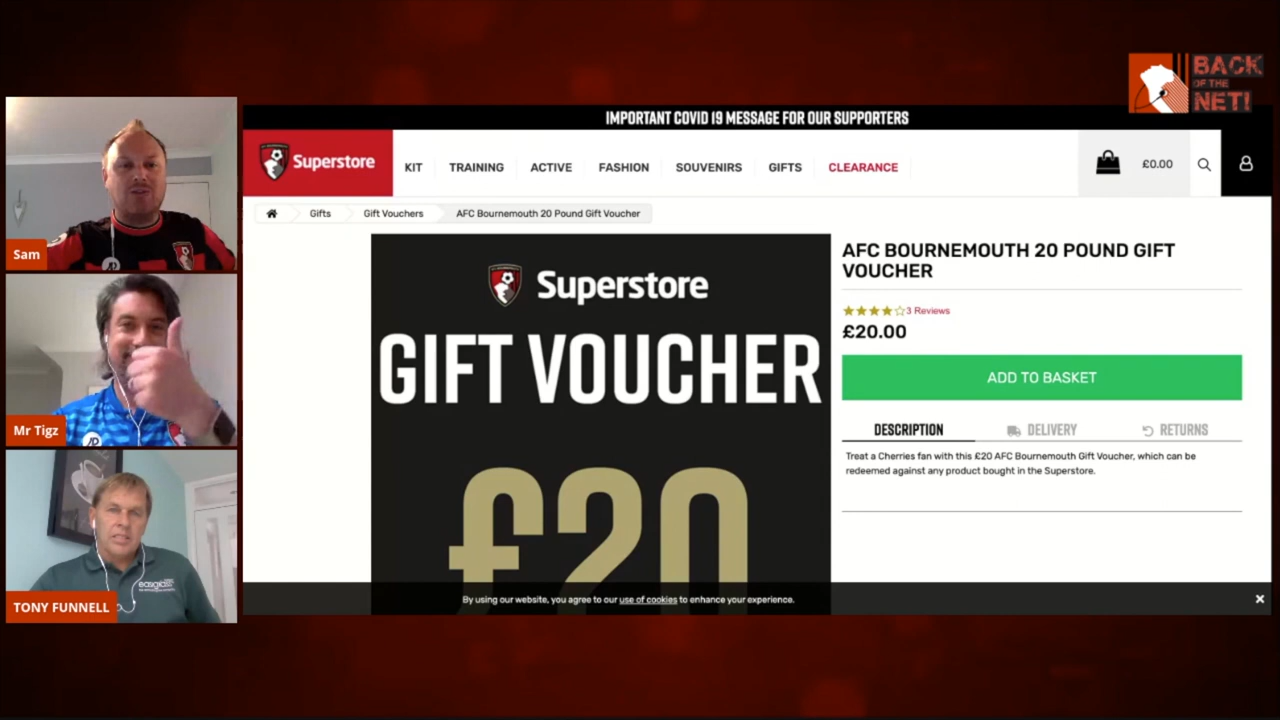 BACK
OF THE
NET!
Sam
Mr Tigz
TONY FUNNELL
IMPORTANT COVID 19 MESSAGE FOR OUR SUPPORTERS
Superstore
KIT
TRAINING
ACTIVE
FASHION
SOUVENIRS
GIFTS
CLEARANCE
£0.00
Gifts
Gift Vouchers
AFC Bournemouth 20 Pound Gift Voucher
Superstore
GIFT VOUCHER
£20
AFC BOURNEMOUTH 20 POUND GIFT
VOUCHER
3 Reviews
£20.00
ADD TO BASKET
DESCRIPTION
DELIVERY
RETURNS
Treat a Cherries fan with this £20 AFC Bournemouth Gift Voucher, which can be
redeemed against any product bought in the Superstore.
By using our website, you agree to our use of cookies to enhance your experience.